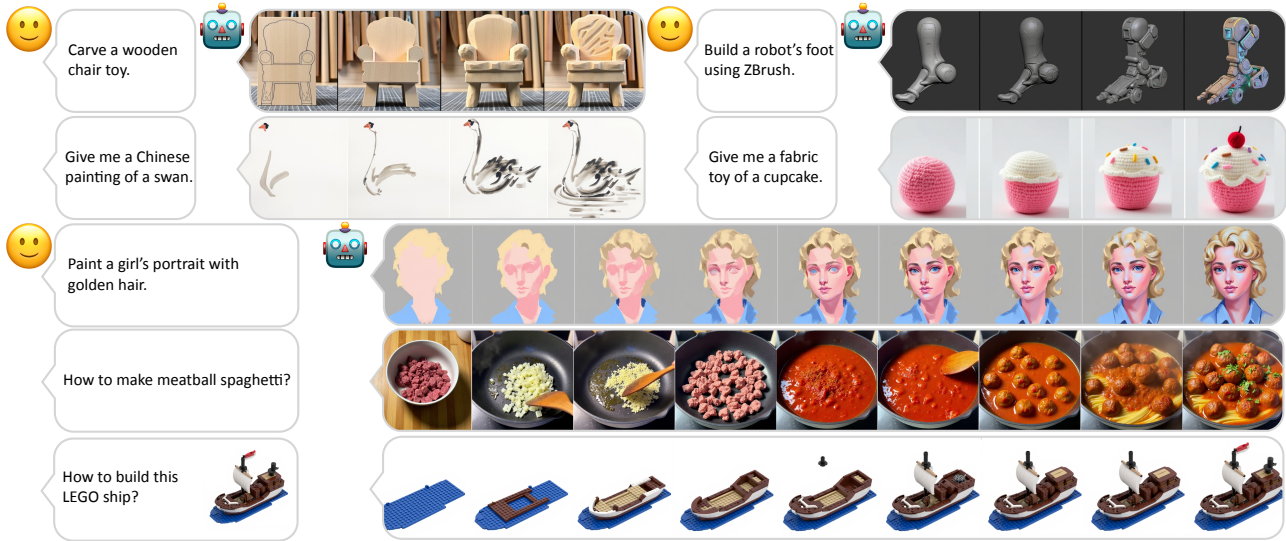 Carve a wooden
chair toy.
Build a robot's foot
using ZBrush.
Give me a Chinese
painting of a swan.
Give me a fabric
toy of a cupcake.
Paint a girl's portrait with
golden hair.
How to make meatball spaghetti?
How to build this
LEGO ship?